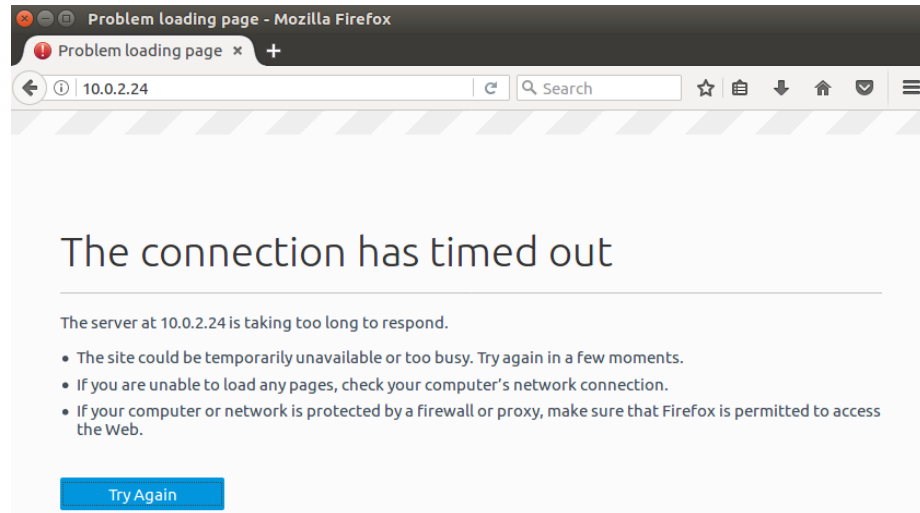 Problem loading page - Mozilla Firefox
Problem loading page
10.0.2.24
Search
The connection has timed out
The server at 10.0.2.24 is taking too long to respond.
• The site could be temporarily unavailable or too busy. Try again in a few moments.
• If you are unable to load any pages, check your computer's network connection.
• If your computer or network is protected by a firewall or proxy, make sure that Firefox is permitted to access
the Web.
Try Again